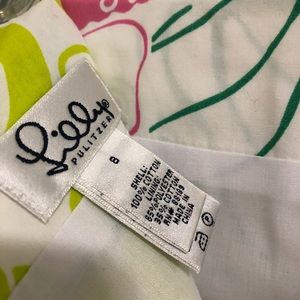 Lilly
PULITZER
8
SHELL:
100% COTTON
LINING:
65% POLYESTER
35% COTTON
MADE IN
CHINA